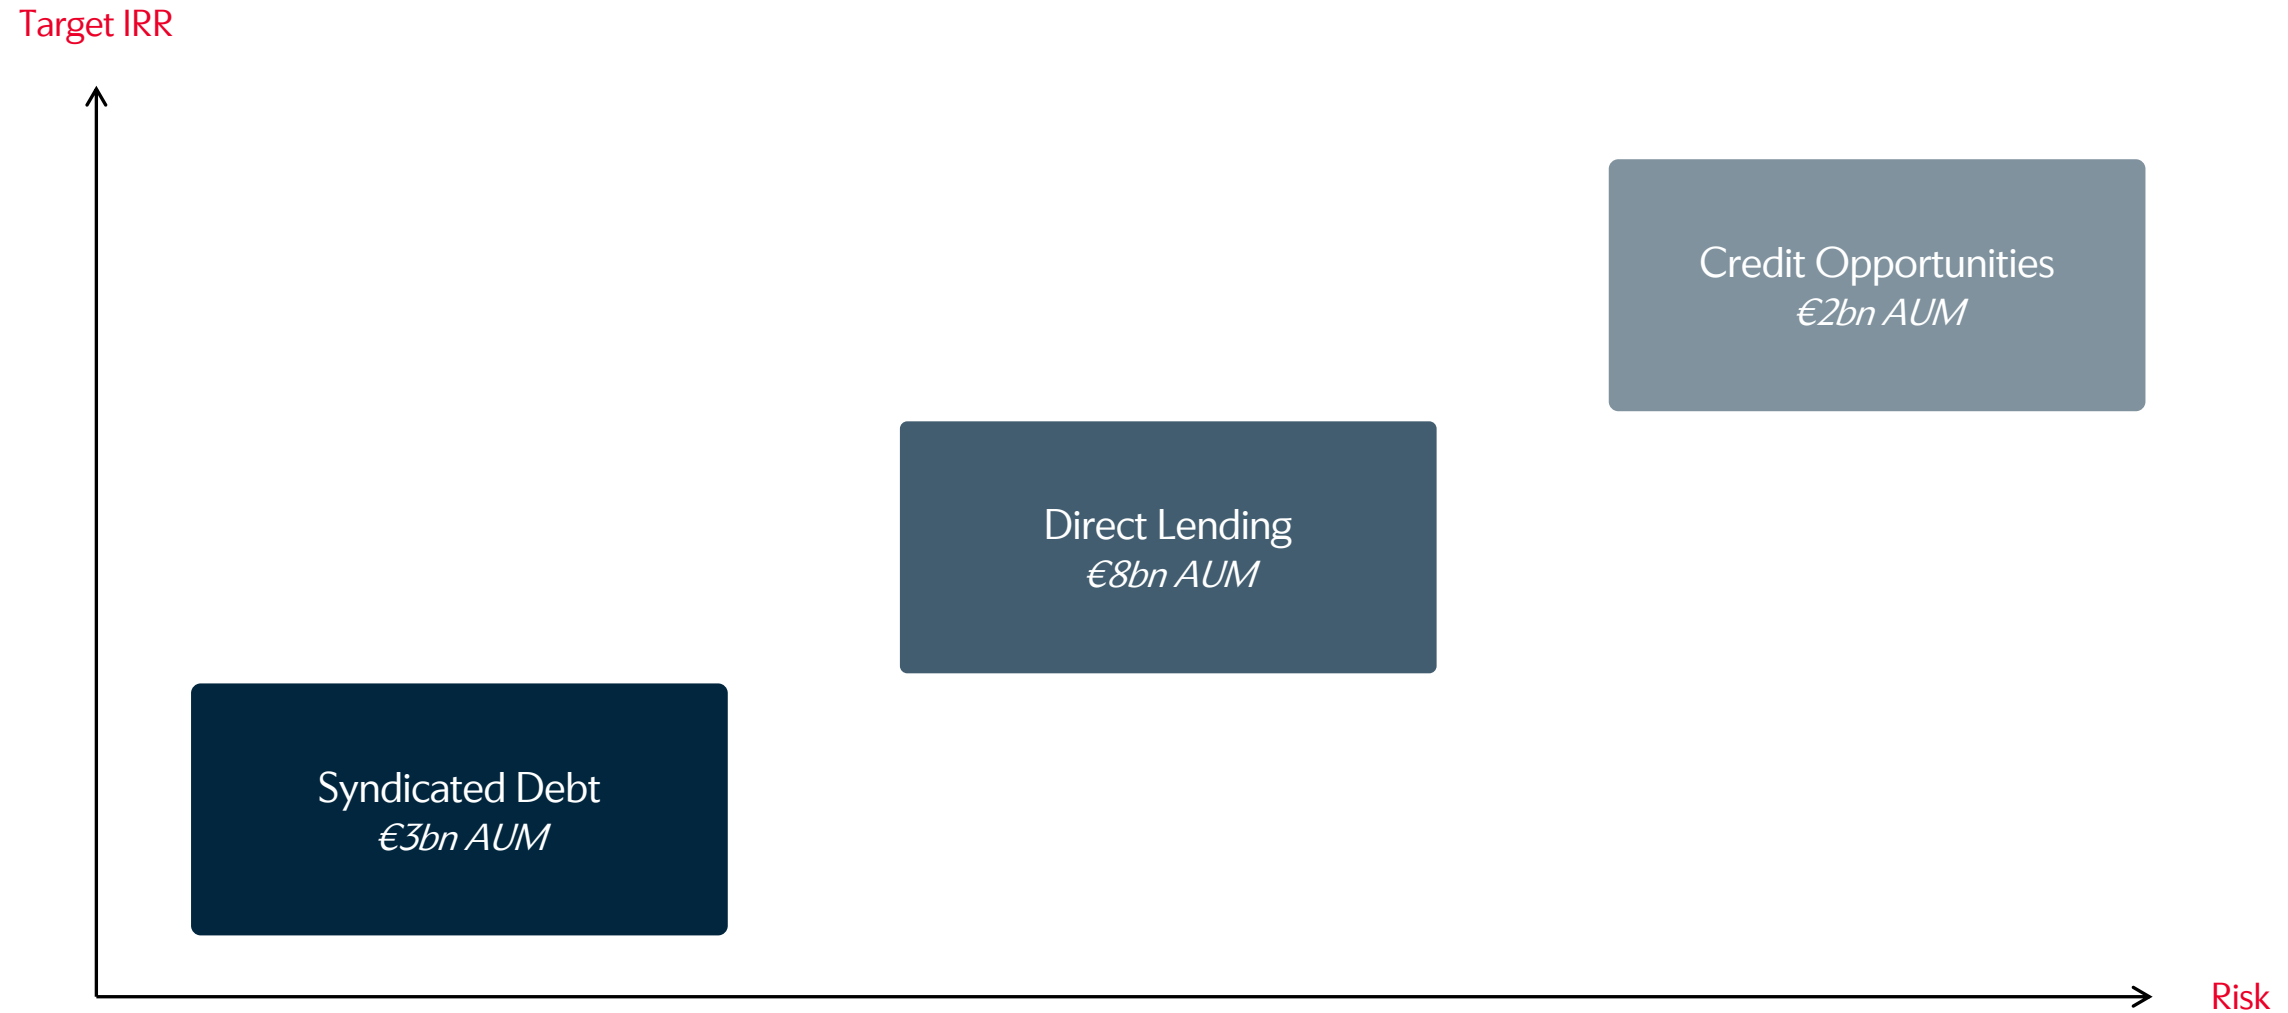 Target IRR
Credit Opportunities
€2bn AUM
Direct Lending
€8bn AUM
Syndicated Debt
€3bn AUM
Risk